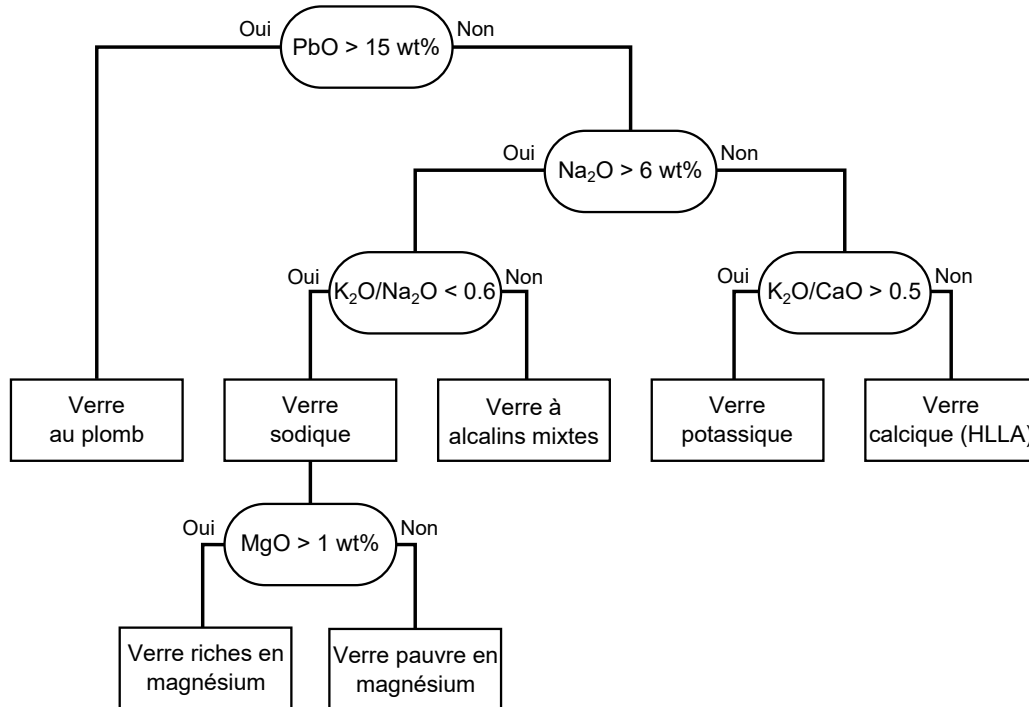 Oui
PbO > 15 wt%
Non
Oui
Na₂O > 6 wt%
Non
Oui
K₂O/Na₂O < 0.6
Non
Oui
K₂O/CaO > 0.5
Non
Verre
au plomb
Verre
sodique
Verre à
alcalins mixtes
Verre
potassique
Verre
calcique (HLLA)
Oui
MgO > 1 wt%
Non
Verre riches en
magnésium
Verre pauvre en
magnésium